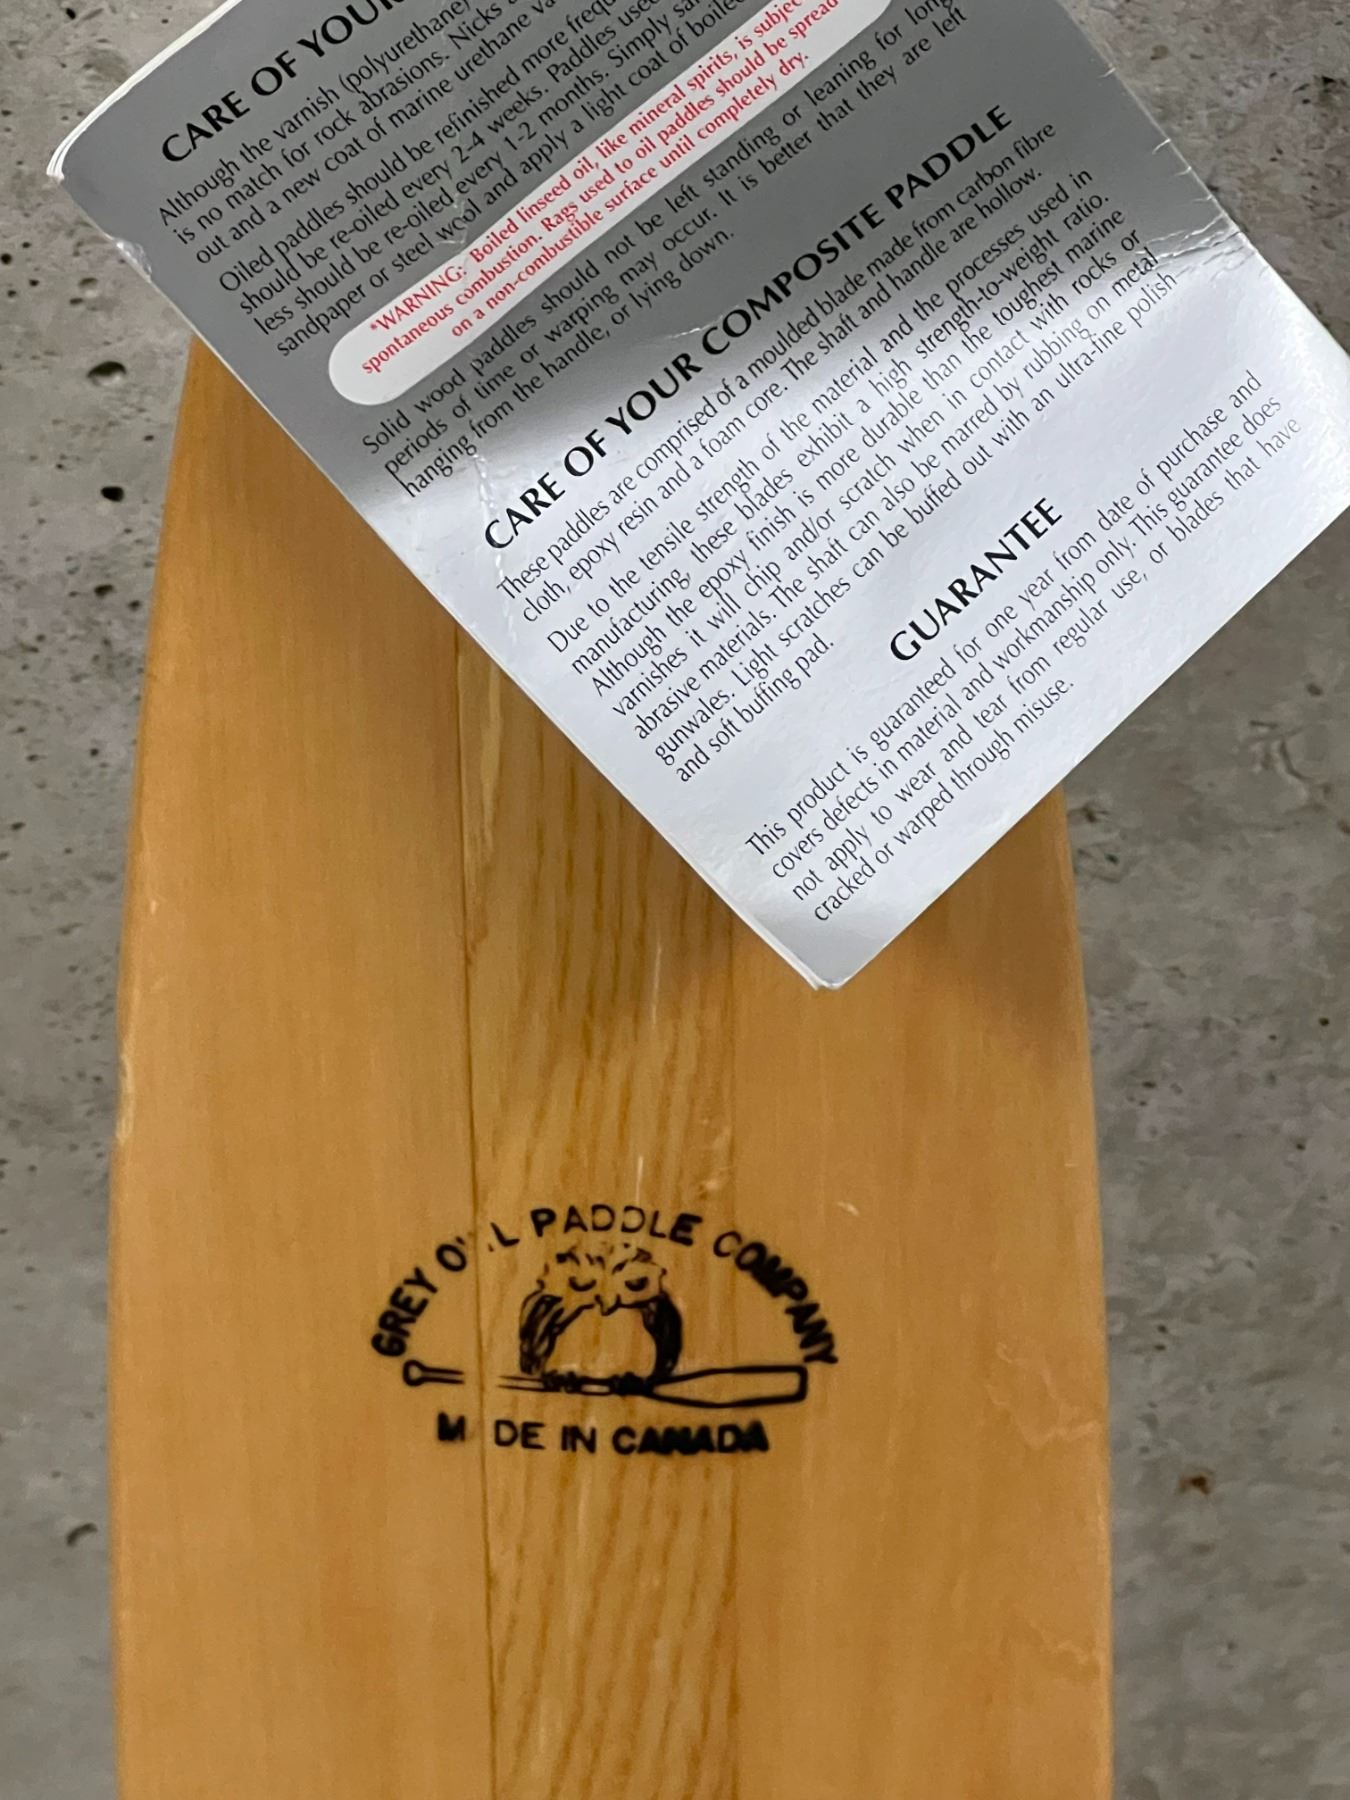 CARE OF YOUR
Although the varnish (polyurethane)
is no match for rock abrasions. Nicks
out and a new coat of marine urethane
Oiled paddles should be refinished more
should be re-oiled every 2-4 weeks. Paddles used
less should be re-oiled every 1-2 months. Simply
sandpaper or steel wool and apply a light coat of boiled
*WARNING: Boiled linseed oil, like mineral spirits, is
spontaneous combustion. Rags used to oil paddles should be spread
on a non-combustible surface until completely dry.
Solid wood paddles should not be left standing or leaning for
periods of time or warping may occur. It is better that they are left
hanging from the handle, or lying down.
CARE OF YOUR COMPOSITE PADDLE
These paddles are comprised of a moulded blade made from carbon fibre
cloth, epoxy resin and a foam core. The shaft and handle are hollow.
Due to the tensile strength of the material and the processes used in
manufacturing, these blades exhibit a high strength-to-weight ratio.
Although the epoxy finish is more durable than the toughest marine
varnishes it will chip and/or scratch when in contact with rocks or
abrasive materials. The shaft can also be marred by rubbing on metal
gunwales. Light scratches can be buffed out with an ultra-fine polish
and soft buffing pad.
GUARANTEE
This product is guaranteed for one year from date of purchase and
covers defects in material and workmanship only. This guarantee does
not apply to wear and tear from regular use, or blades that have
cracked or warped through misuse.
GREY OWL PADDLE COMPANY
MADE IN CANADA